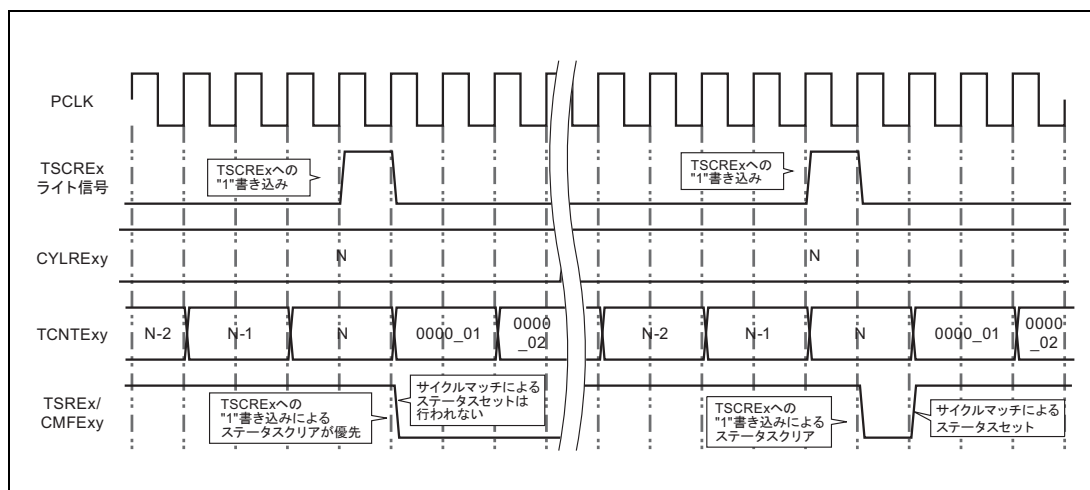 PCLK
TSCREx
ライト信号
TSCRExへの
"1"書き込み
TSCRExへの
"1"書き込み
CYLRExy
N
N
TCNTExy
N-2
N-1
N
0000_01
0000
_02
N-2
N-1
N
0000_01
0000
_02
TSREx/
CMFExy
TSCRExへの
"1"書き込みによる
ステータスクリアが優先
サイクルマッチによる
ステータスセットは
行われない
TSCRExへの
"1"書き込みによる
ステータスクリア
サイクルマッチによる
ステータスセット